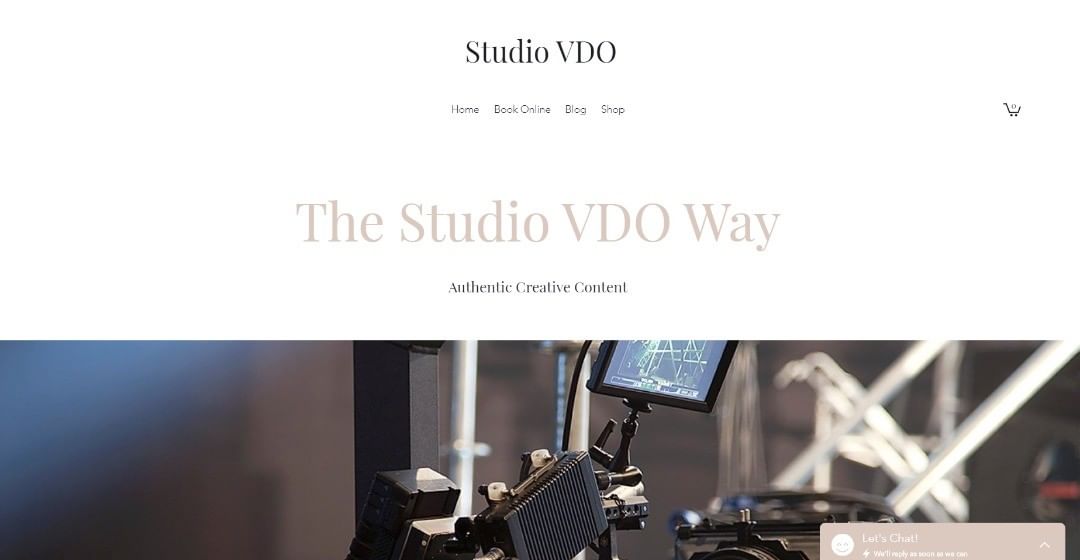 Studio VDO
Home Book Online Blog Shop
0
The Studio VDO Way
Authentic Creative Content
Let's Chat!
We'll reply as soon as we can